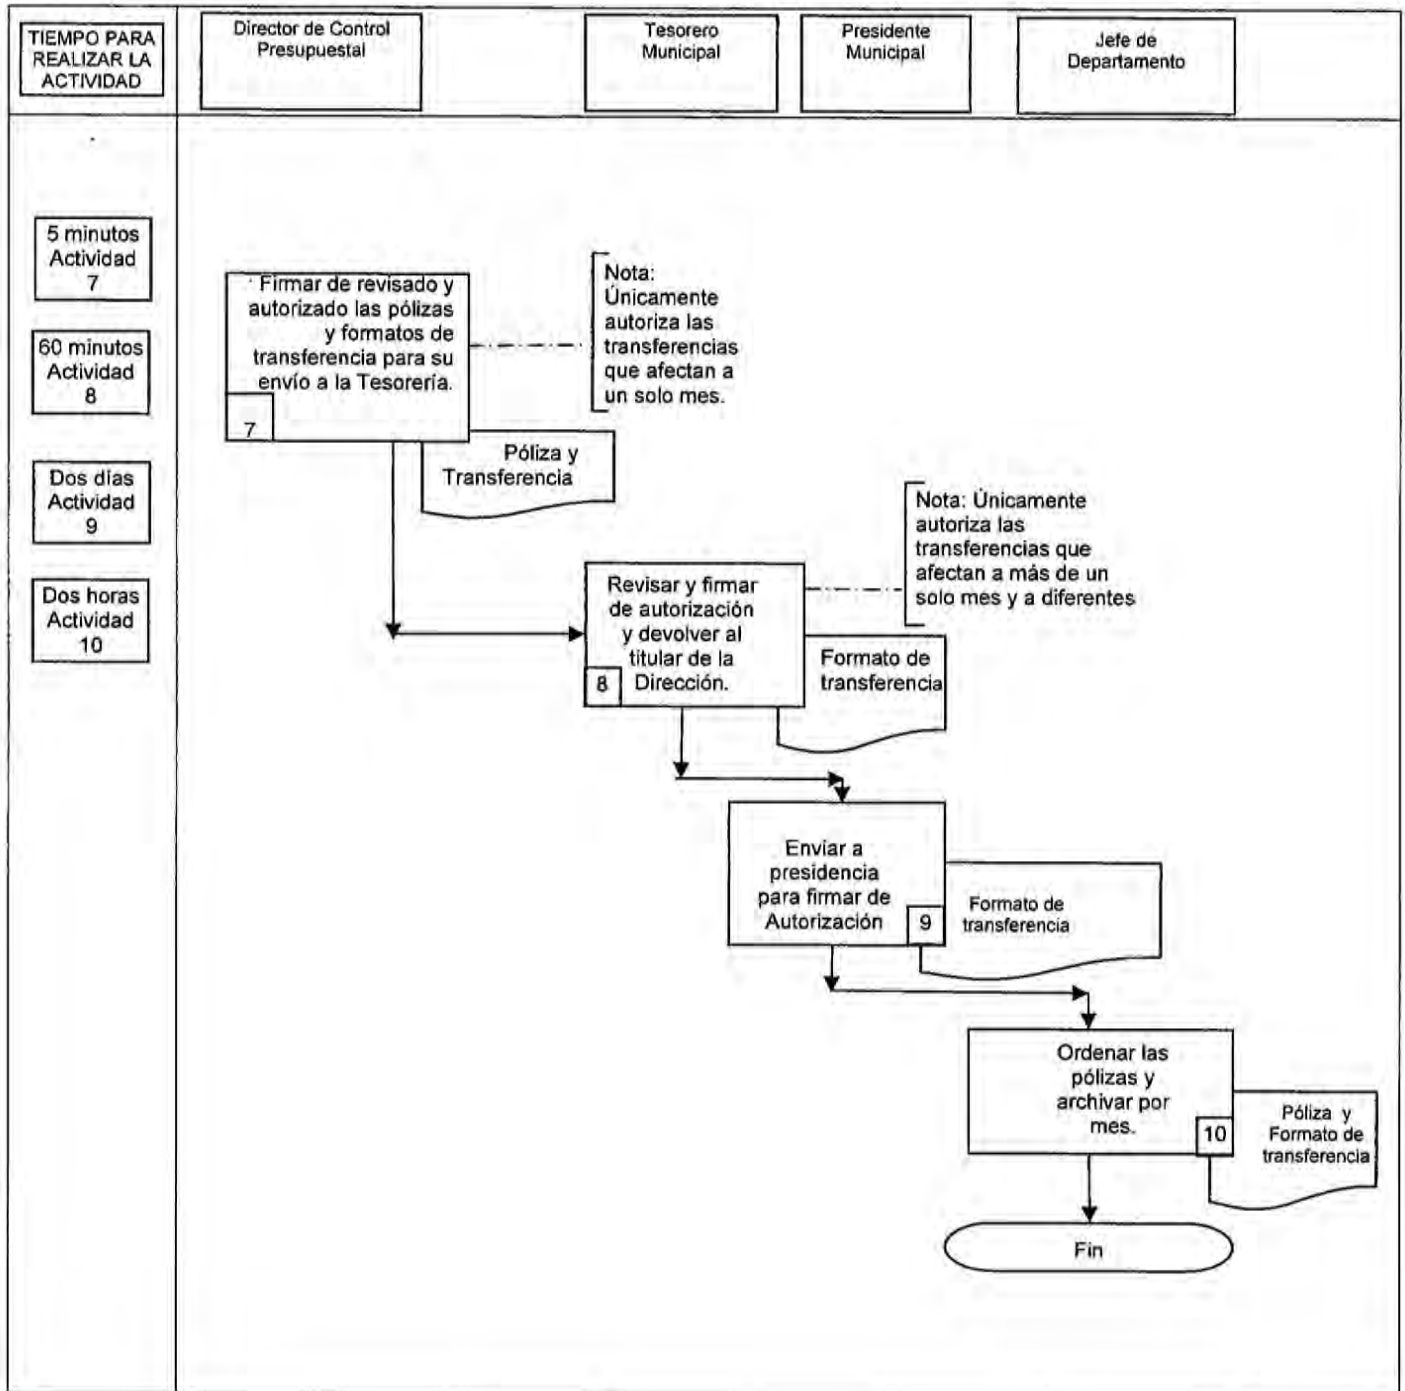 TIEMPO PARA
REALIZAR LA
ACTIVIDAD
Director de Control
Presupuestal
Tesorero
Municipal
Presidente
Municipal
Jefe de
Departamento
5 minutos
Actividad
7
60 minutos
Actividad
8
Dos días
Actividad
9
Dos horas
Actividad
10
Firmar de revisado y
autorizado las pólizas
y formatos de
transferencia para su
envío a la Tesorería.
7
Nota:
Únicamente
autoriza las
transferencias
que afectan a
un solo mes.
Póliza y
Transferencia
Revisar y firmar
de autorización
y devolver al
titular de la
Dirección.
8
Nota: Únicamente
autoriza las
transferencias que
afectan a más de un
solo mes y a diferentes
Formato de
transferencia
Enviar a
presidencia
para firmar de
Autorización
9
Formato de
transferencia
Ordenar las
pólizas y
archivar por
mes.
10
Póliza y
Formato de
transferencia
Fin